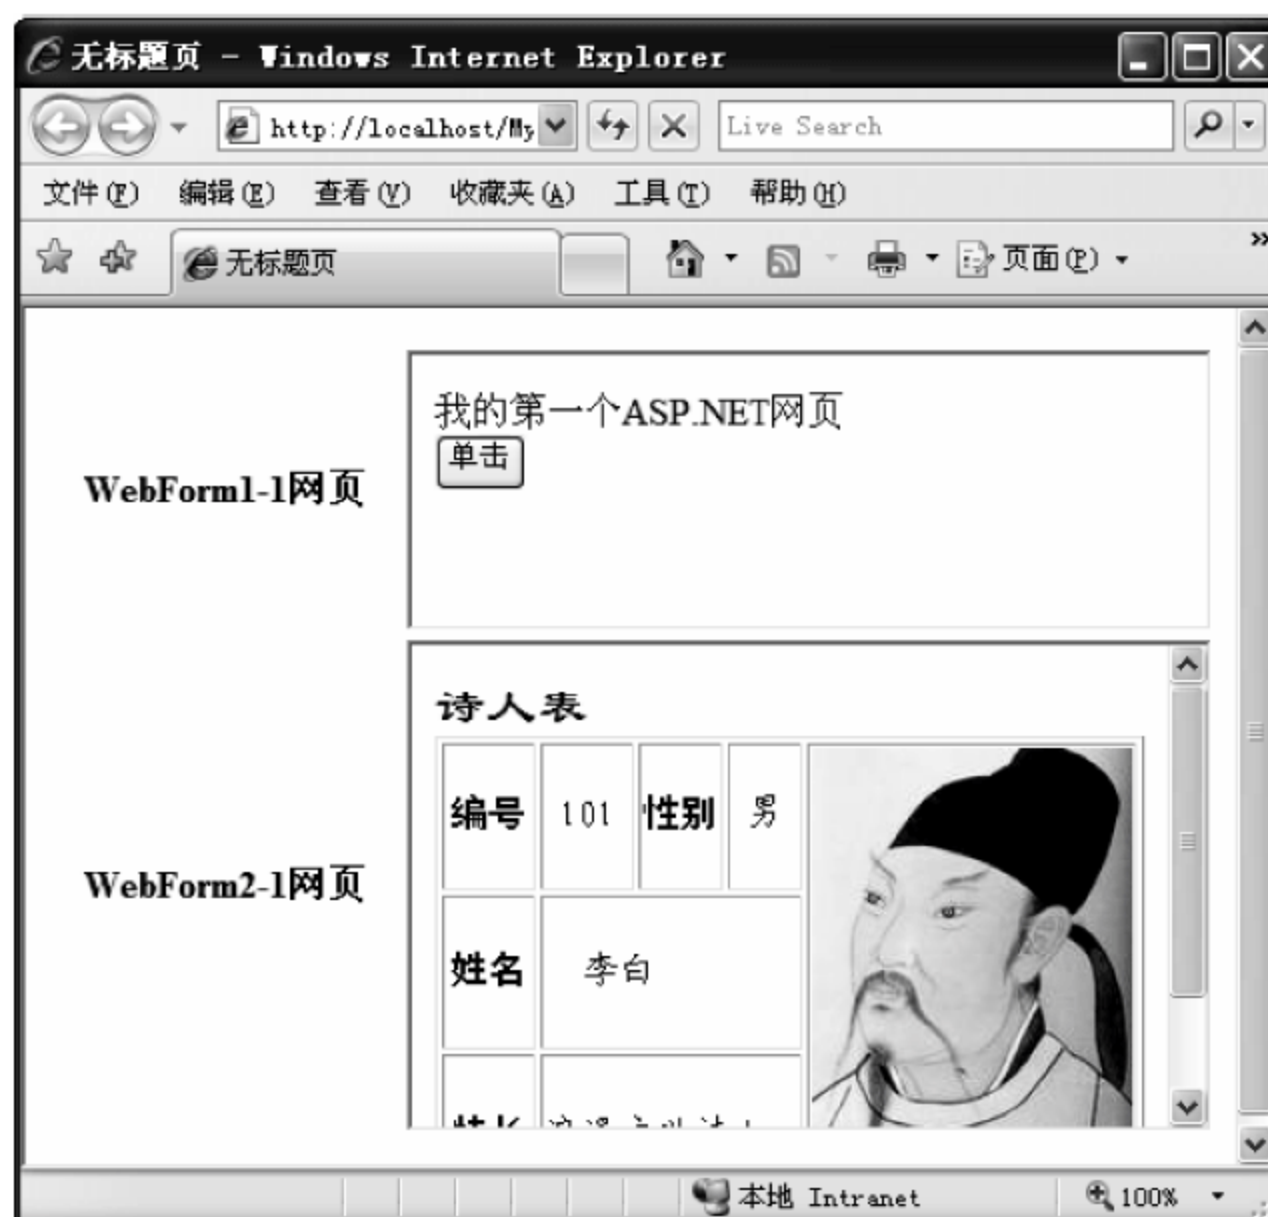 无标题页 - Windows Internet Explorer
http://localhost/My
Live Search
文件(F) 编辑(E) 查看(V) 收藏夹(A) 工具(T) 帮助(H)
无标题页
页面(P)
WebForm1-1网页
我的第一个ASP.NET网页
单击
WebForm2-1网页
诗人表
编号 101 性别 男
姓名 李白
本地 Intranet
100%